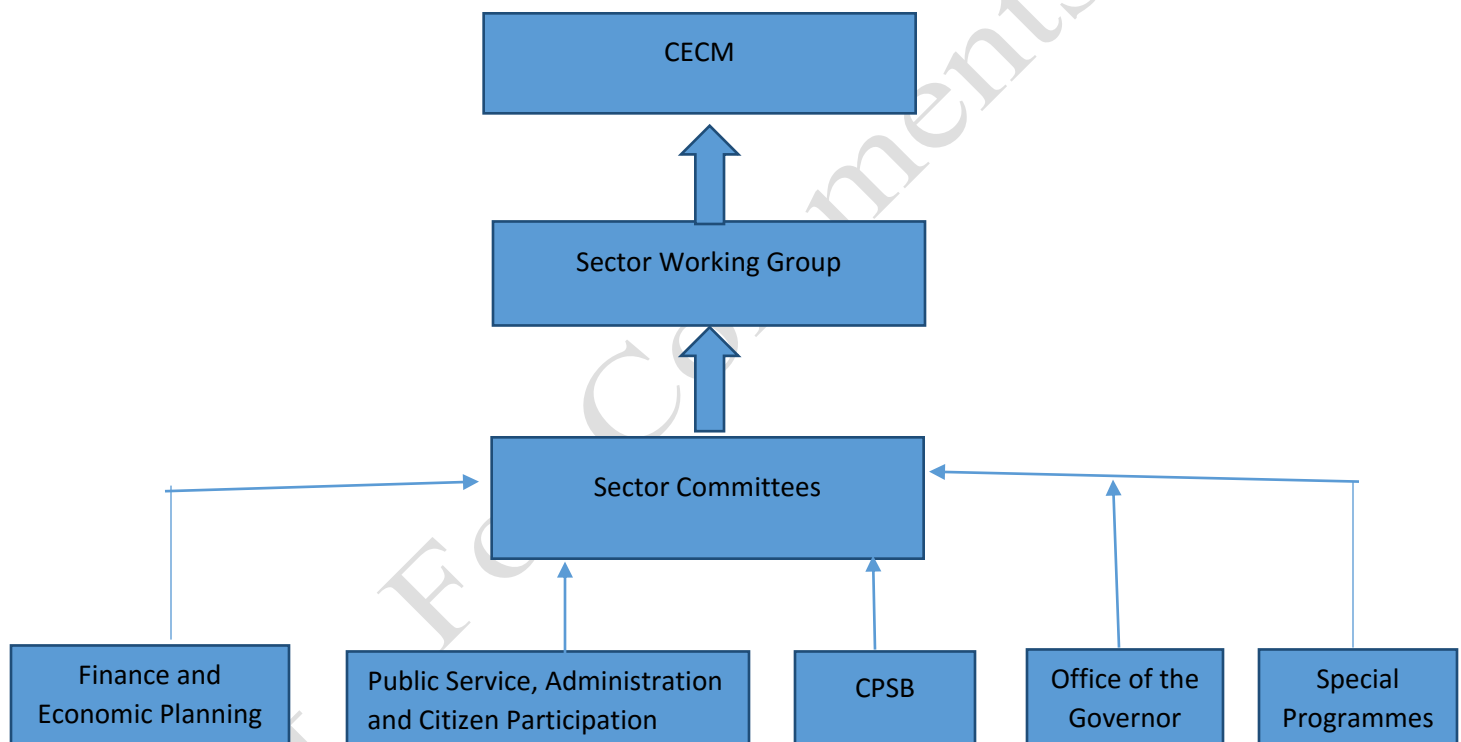 CECM
Sector Working Group
Sector Committees
Finance and
Economic Planning
Public Service, Administration
and Citizen Participation
CPSB
Office of the
Governor
Special
Programmes